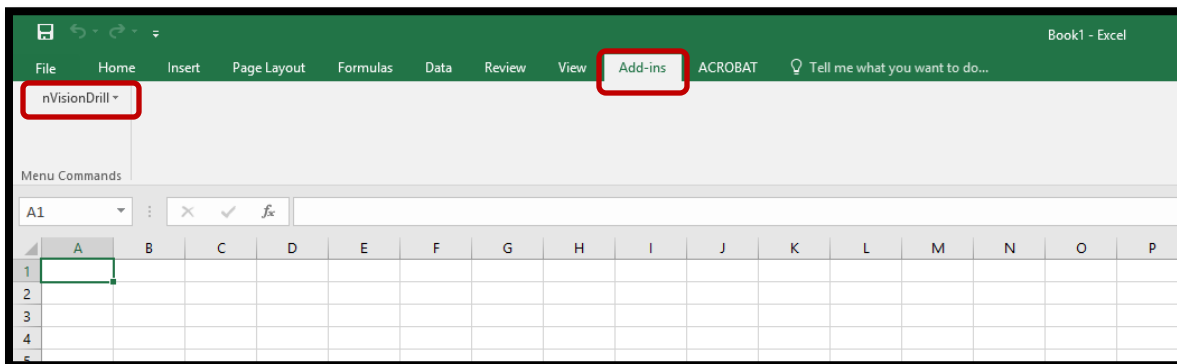 Book1 - Excel
File Home Insert Page Layout Formulas Data Review View Add-ins ACROBAT Tell me what you want to do...
nVisionDrill
Menu Commands
A1 fx
A B C D E F G H I J K L M N O P
1
2
3
4
5